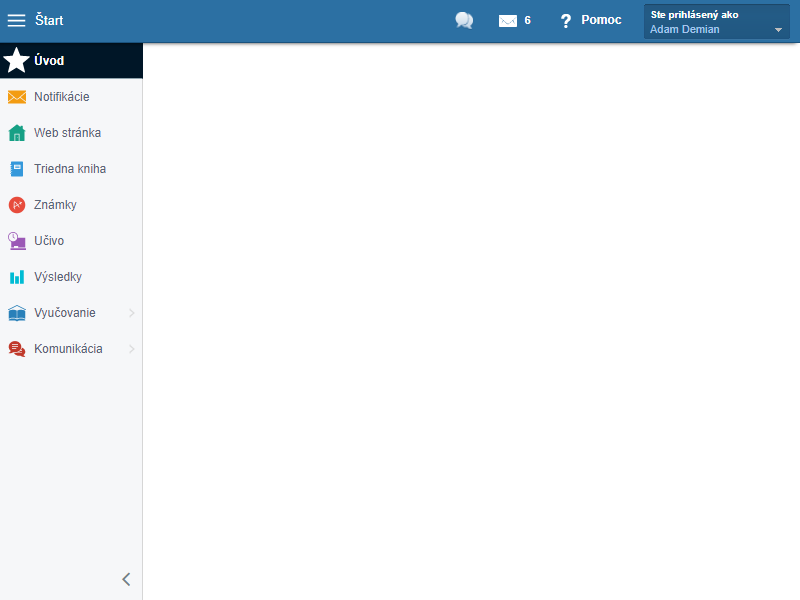 Štart
6
Pomoc
Ste prihlásený ako
Adam Demian
Úvod
Notifikácie
Web stránka
Triedna kniha
Známky
Učivo
Výsledky
Vyučovanie
Komunikácia